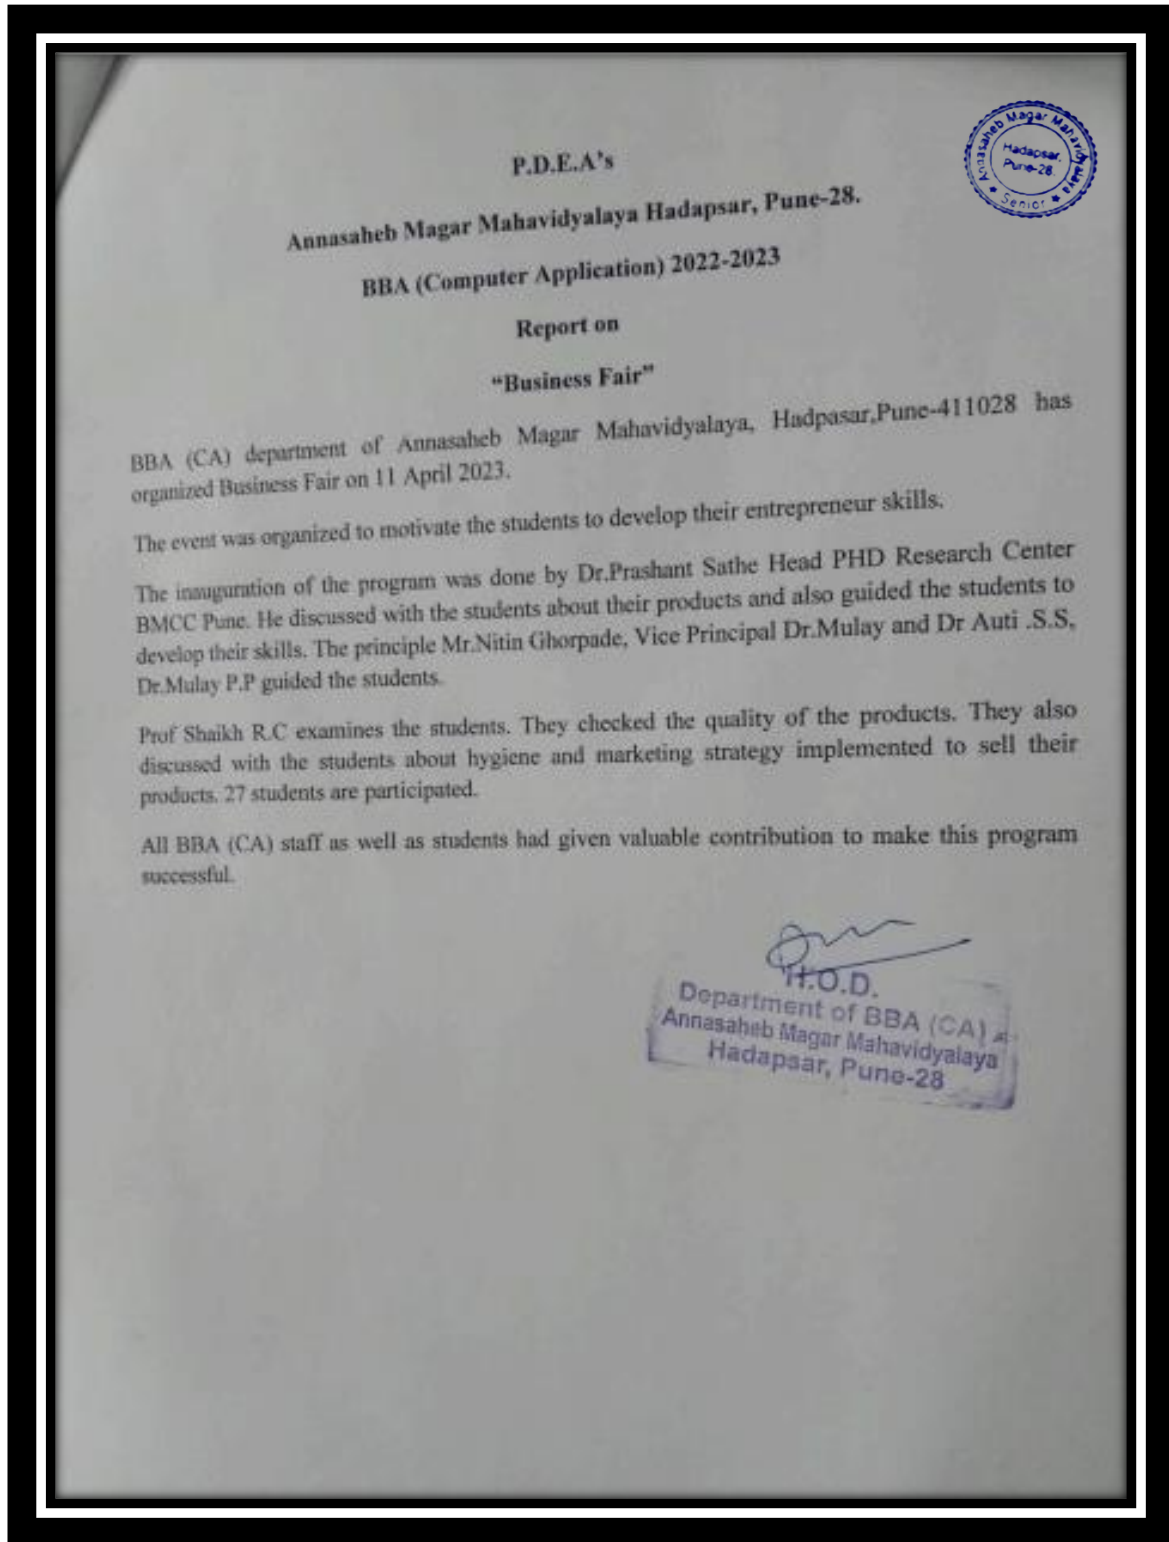 P.D.E.A's
Annasaheb Magar Mahavidyalaya
Hadapsar,
Pune-28.
★ Senior ★
Annasaheb Magar Mahavidyalaya Hadapsar, Pune-28.
BBA (Computer Application) 2022-2023
Report on
“Business Fair”
BBA (CA) department of Annasaheb Magar Mahavidyalaya, Hadpasar,Pune-411028 has
organized Business Fair on 11 April 2023.
The event was organized to motivate the students to develop their entrepreneur skills.
The inauguration of the program was done by Dr.Prashant Sathe Head PHD Research Center
BMCC Pune. He discussed with the students about their products and also guided the students to
develop their skills. The principle Mr.Nitin Ghorpade, Vice Principal Dr.Mulay and Dr Auti .S.S,
Dr.Mulay P.P guided the students.
Prof Shaikh R.C examines the students. They checked the quality of the products. They also
discussed with the students about hygiene and marketing strategy implemented to sell their
products. 27 students are participated.
All BBA (CA) staff as well as students had given valuable contribution to make this program
successful.
H.O.D.
Department of BBA (CA)
Annasaheb Magar Mahavidyalaya
Hadapsar, Pune-28